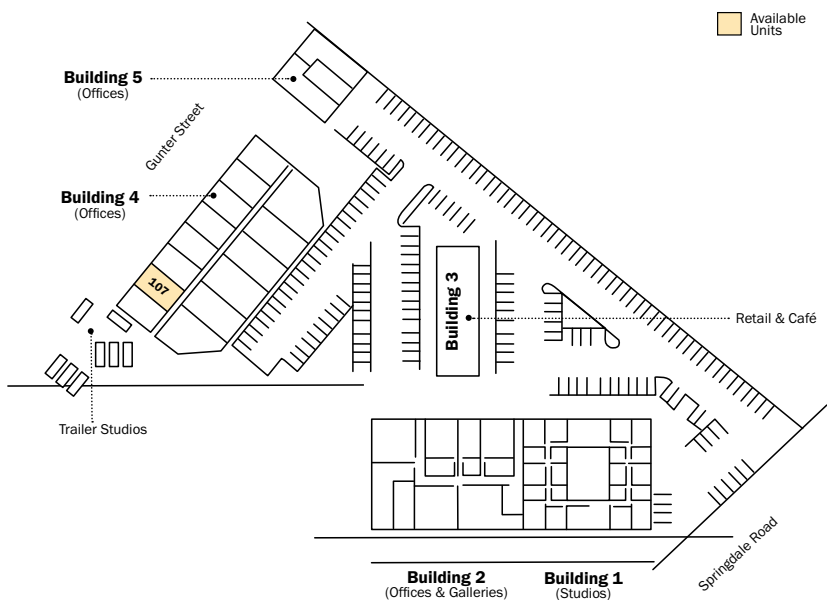 Available
Units
Building 5
(Offices)
Gunter Street
Building 4
(Offices)
107
Building 3
Retail & Café
Trailer Studios
Springdale Road
Building 2
(Offices & Galleries)
Building 1
(Studios)